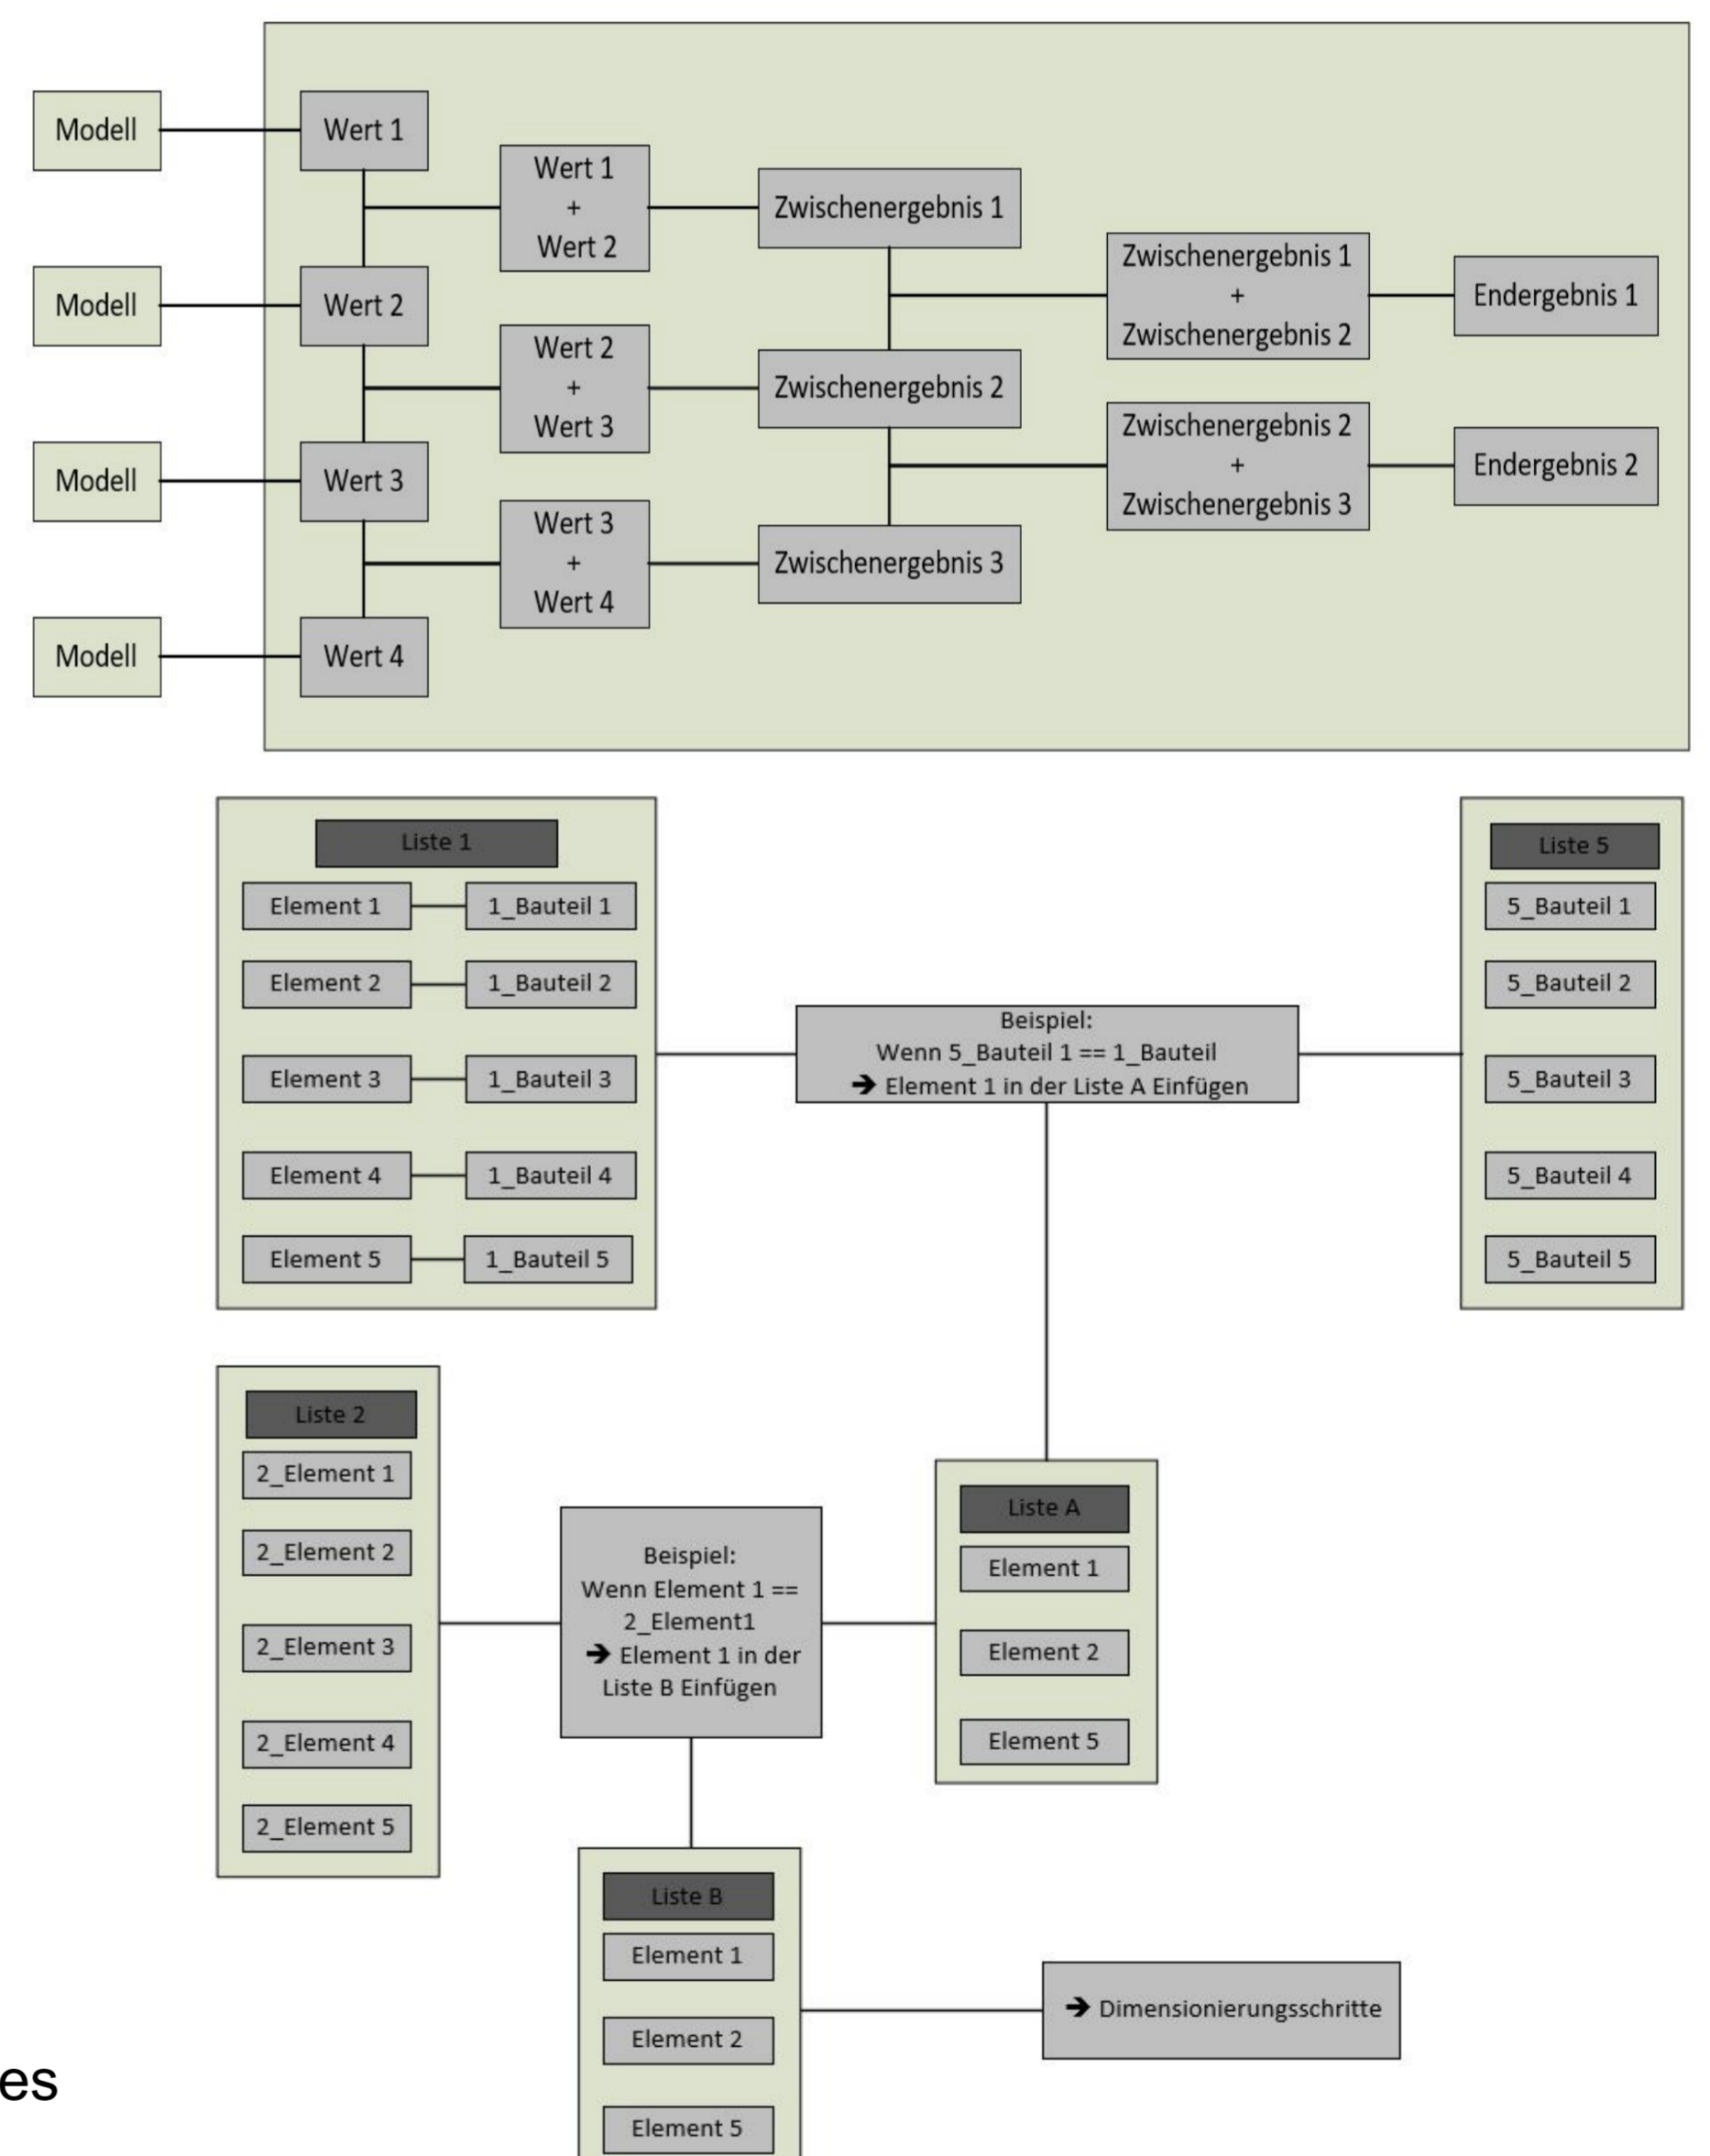 Modell
Wert 1
Wert 1
+
Wert 2
Zwischenergebnis 1
Zwischenergebnis 1
+
Zwischenergebnis 2
Endergebnis 1
Modell
Wert 2
Wert 2
+
Wert 3
Zwischenergebnis 2
Zwischenergebnis 2
+
Zwischenergebnis 3
Endergebnis 2
Modell
Wert 3
Wert 3
+
Wert 4
Zwischenergebnis 3
Modell
Wert 4
Liste 1
Element 1
1_Bauteil 1
Element 2
1_Bauteil 2
Element 3
1_Bauteil 3
Element 4
1_Bauteil 4
Element 5
1_Bauteil 5
Beispiel:
Wenn 5_Bauteil 1 == 1_Bauteil
➔ Element 1 in der Liste A Einfügen
Liste 5
5_Bauteil 1
5_Bauteil 2
5_Bauteil 3
5_Bauteil 4
5_Bauteil 5
Liste 2
2_Element 1
2_Element 2
2_Element 3
2_Element 4
2_Element 5
Beispiel:
Wenn Element 1 ==
2_Element1
➔ Element 1 in der
Liste B Einfügen
Liste A
Element 1
Element 2
Element 5
Liste B
Element 1
Element 2
Element 5
➔ Dimensionierungsschritte
es